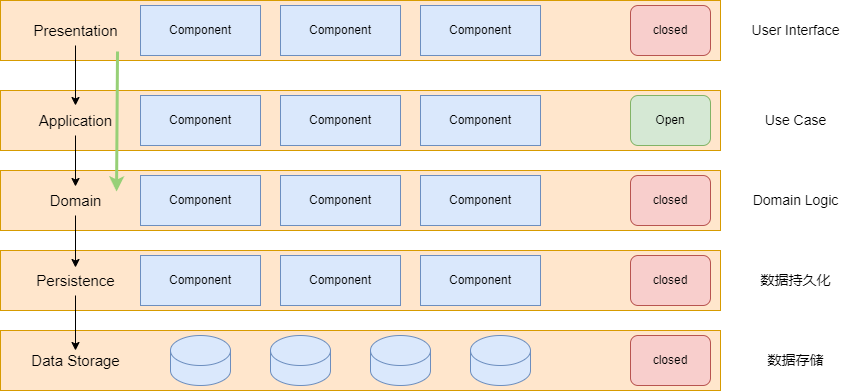 Presentation
Component
Component
Component
closed
User Interface
Application
Component
Component
Component
Open
Use Case
Domain
Component
Component
Component
closed
Domain Logic
Persistence
Component
Component
Component
closed
数据持久化
Data Storage
closed
数据存储